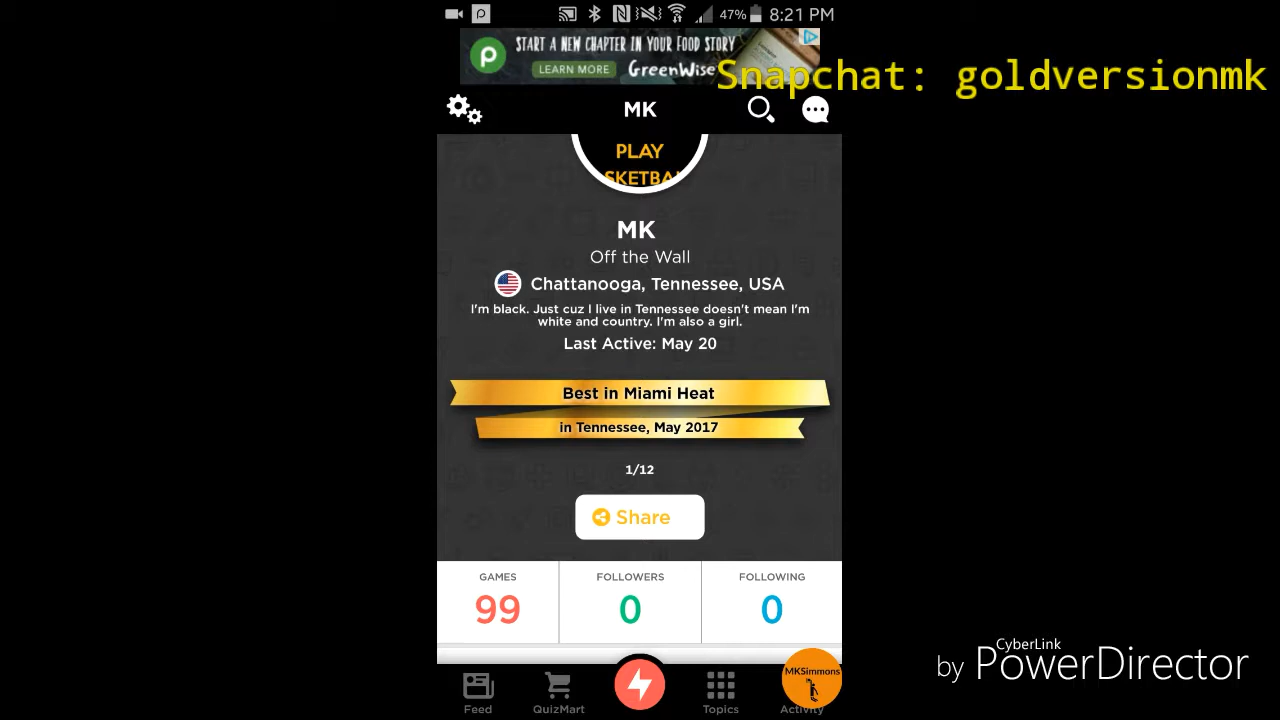 47% 8:21 PM
START A NEW CHAPTER IN YOUR FOOD STORY
LEARN MORE GreenWise
Snapchat: goldversionmk
MK
PLAY
SKETBA
MK
Off the Wall
Chattanooga, Tennessee, USA
I'm black. Just cuz I live in Tennessee doesn't mean I'm
white and country. I'm also a girl.
Last Active: May 20
Best in Miami Heat
in Tennessee, May 2017
1/12
Share
GAMES FOLLOWERS FOLLOWING
99 0 0
MKSimmons
Feed QuizMart Topics Activity
CyberLink
by PowerDirector